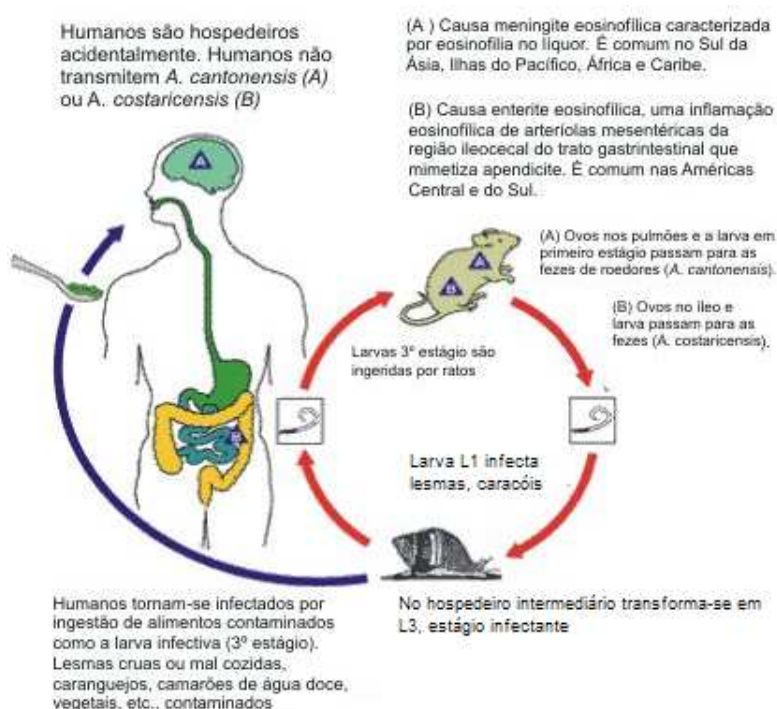 Humanos são hospedeiros
acidentalmente. Humanos não
transmitem A. cantonensis (A)
ou A. costaricensis (B)
(A ) Causa meningite eosinofílica caracterizada
por eosinofilia no líquor. É comum no Sul da
Ásia, Ilhas do Pacífico, África e Caribe.
(B) Causa enterite eosinofílica, uma inflamação
eosinofílica de arteríolas mesentéricas da
região ileocecal do trato gastrintestinal que
mimetiza apendicite. É comum nas Américas
Central e do Sul.
A
A
B
(A) Ovos nos pulmões e a larva em
primeiro estágio passam para as
fezes de roedores (A. cantonensis).
(B) Ovos no íleo e
larva passam para as
fezes (A. costaricensis).
Larvas 3º estágio são
ingeridas por ratos
B
Larva L1 infecta
lesmas, caracóis
No hospedeiro intermediário transforma-se em
L3, estágio infectante
Humanos tornam-se infectados por
ingestão de alimentos contaminados
como a larva infectiva (3º estágio).
Lesmas cruas ou mal cozidas,
caranguejos, camarões de água doce,
vegetais, etc., contaminados